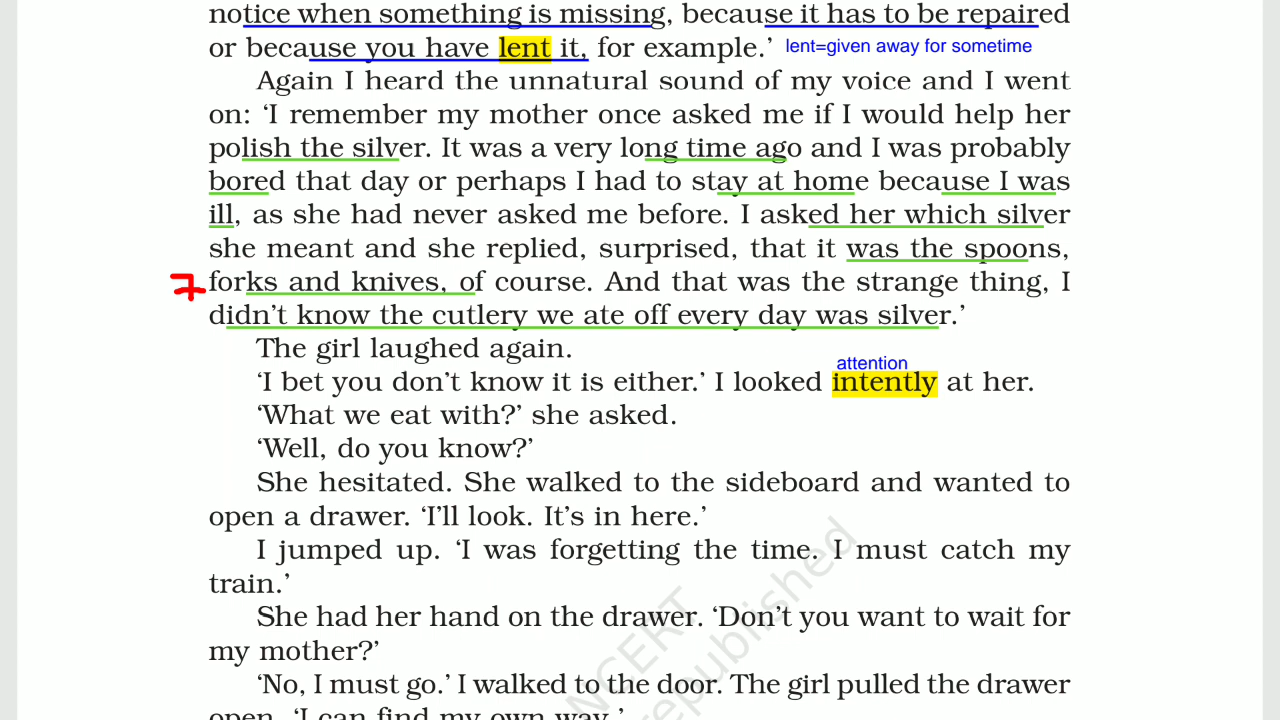 notice when something is missing, because it has to be repaired
or because you have lent it, for example.’ lent=given away for sometime
Again I heard the unnatural sound of my voice and I went
on: ‘I remember my mother once asked me if I would help her
polish the silver. It was a very long time ago and I was probably
bored that day or perhaps I had to stay at home because I was
ill, as she had never asked me before. I asked her which silver
she meant and she replied, surprised, that it was the spoons,
7 forks and knives, of course. And that was the strange thing, I
didn’t know the cutlery we ate off every day was silver.’
The girl laughed again.
attention
‘I bet you don’t know it is either.’ I looked intently at her.
‘What we eat with?’ she asked.
‘Well, do you know?’
She hesitated. She walked to the sideboard and wanted to
open a drawer. ‘I’ll look. It’s in here.’
I jumped up. ‘I was forgetting the time. I must catch my
train.’
She had her hand on the drawer. ‘Don’t you want to wait for
my mother?’
‘No, I must go.’ I walked to the door. The girl pulled the drawer
open. ‘I can find my own way.’
NCERT
republished